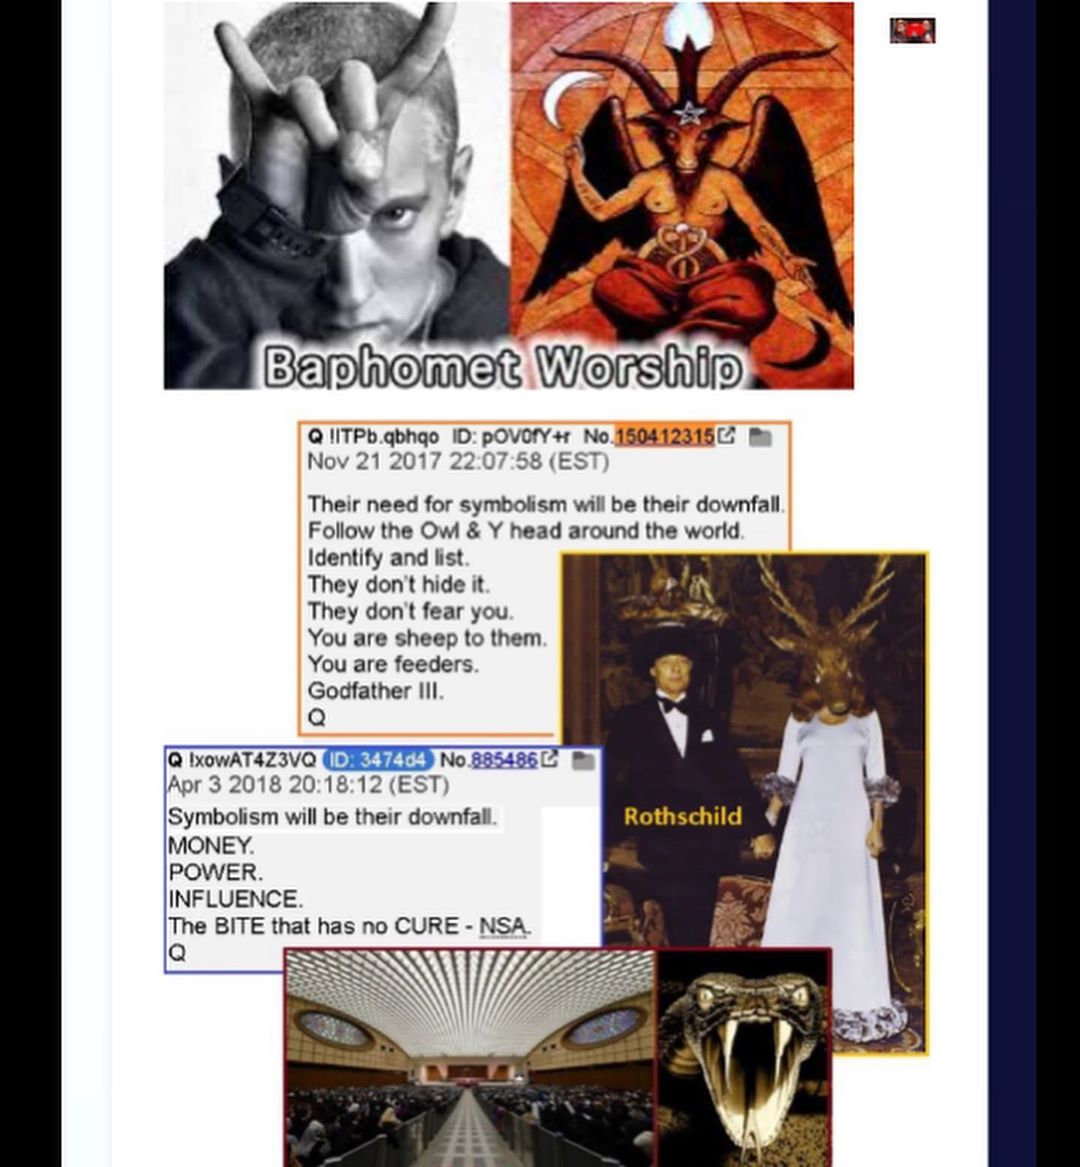 Baphomet Worship
Q !ITPb.qbhqo ID: pOV0fY+r No.150412315
Nov 21 2017 22:07:58 (EST)
Their need for symbolism will be their downfall.
Follow the Owl & Y head around the world.
Identify and list.
They don't hide it.
They don't fear you.
You are sheep to them.
You are feeders.
Godfather III.
Q
Rothschild
Q !xowAT4Z3VQ ID: 3474d4 No.885486
Apr 3 2018 20:18:12 (EST)
Symbolism will be their downfall.
MONEY.
POWER.
INFLUENCE.
The BITE that has no CURE - NSA.
Q